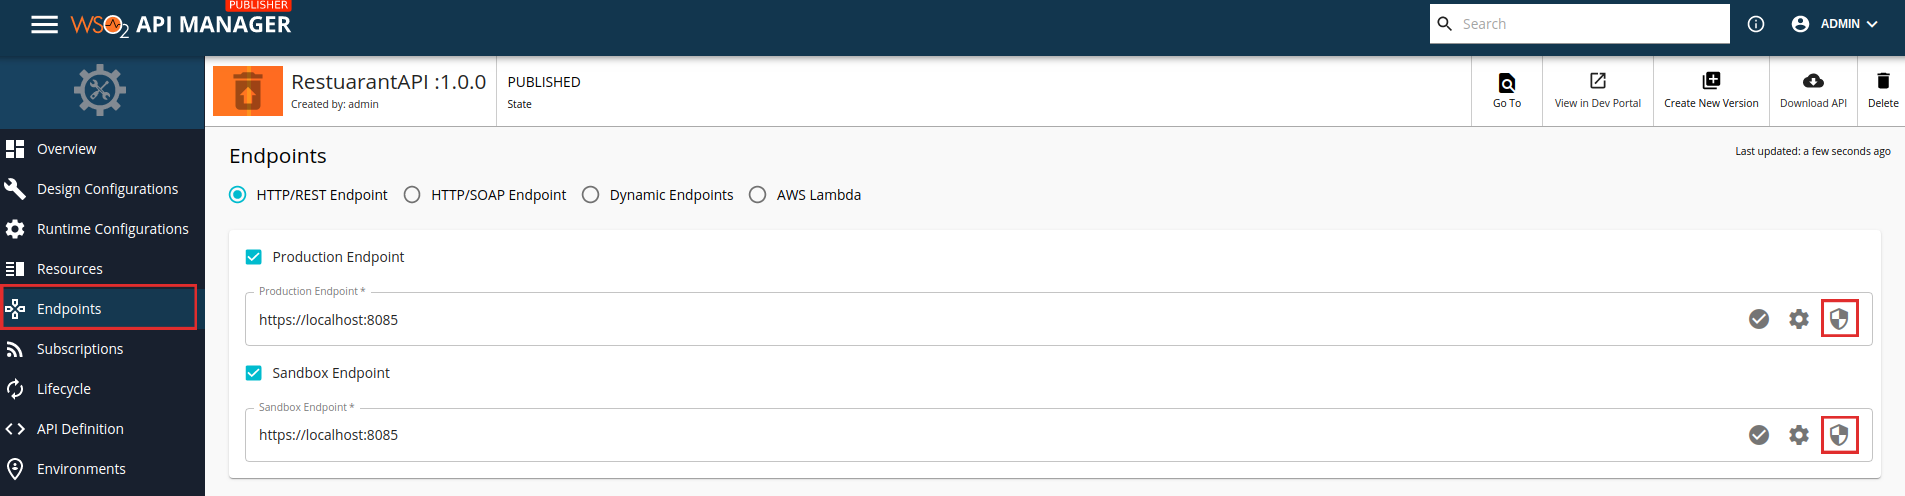 PUBLISHER
WSO2 API MANAGER
Search
ADMIN
RestuarantAPI :1.0.0
Created by: admin
PUBLISHED
State
Go To
View in Dev Portal
Create New Version
Download API
Delete
Overview
Design Configurations
Runtime Configurations
Resources
Endpoints
Subscriptions
Lifecycle
API Definition
Environments
Endpoints
Last updated: a few seconds ago
HTTP/REST Endpoint
HTTP/SOAP Endpoint
Dynamic Endpoints
AWS Lambda
Production Endpoint
Production Endpoint *
https://localhost:8085
Sandbox Endpoint
Sandbox Endpoint *
https://localhost:8085